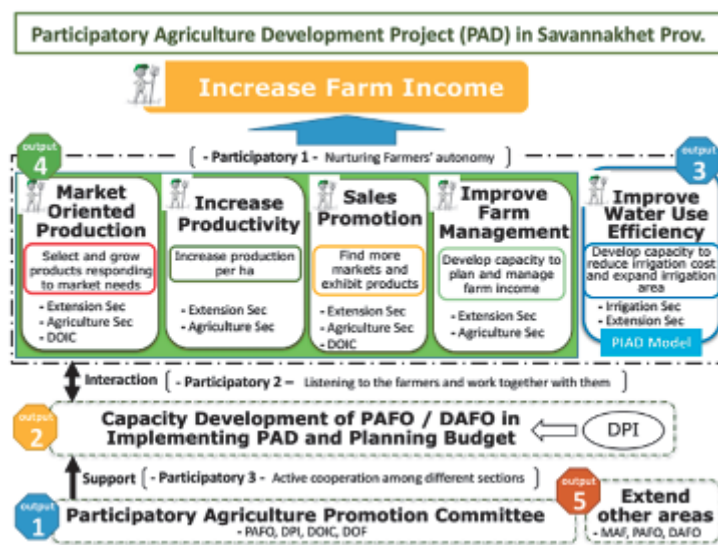 Participatory Agriculture Development Project (PAD) in Savannakhet Prov.
Increase Farm Income
output
4
- Participatory 1 - Nurturing Farmers' autonomy
output
3
Market
Oriented
Production
Select and grow
products responding
to market needs
- Extension Sec
- Agriculture Sec
- DOIC
Increase
Productivity
Increase production
per ha
- Extension Sec
- Agriculture Sec
Sales
Promotion
Find more
markets and
exhibit products
- Extension Sec
- Agriculture Sec
- DOIC
Improve
Farm
Management
Develop capacity to
plan and manage
farm income
- Extension Sec
- Agriculture Sec
Improve
Water Use
Efficiency
Develop capacity to
reduce irrigation cost
and expand irrigation
area
- Irrigation Sec
- Extension Sec
PIAD Model
Interaction
- Participatory 2 – Listening to the farmers and work together with them
output
2
Capacity Development of PAFO / DAFO in
Implementing PAD and Planning Budget
DPI
Support
- Participatory 3 - Active cooperation among different sections
output
1
Participatory Agriculture Promotion Committee
- PAFO, DPI, DOIC, DOF
output
5
Extend
other areas
- MAF, PAFO, DAFO